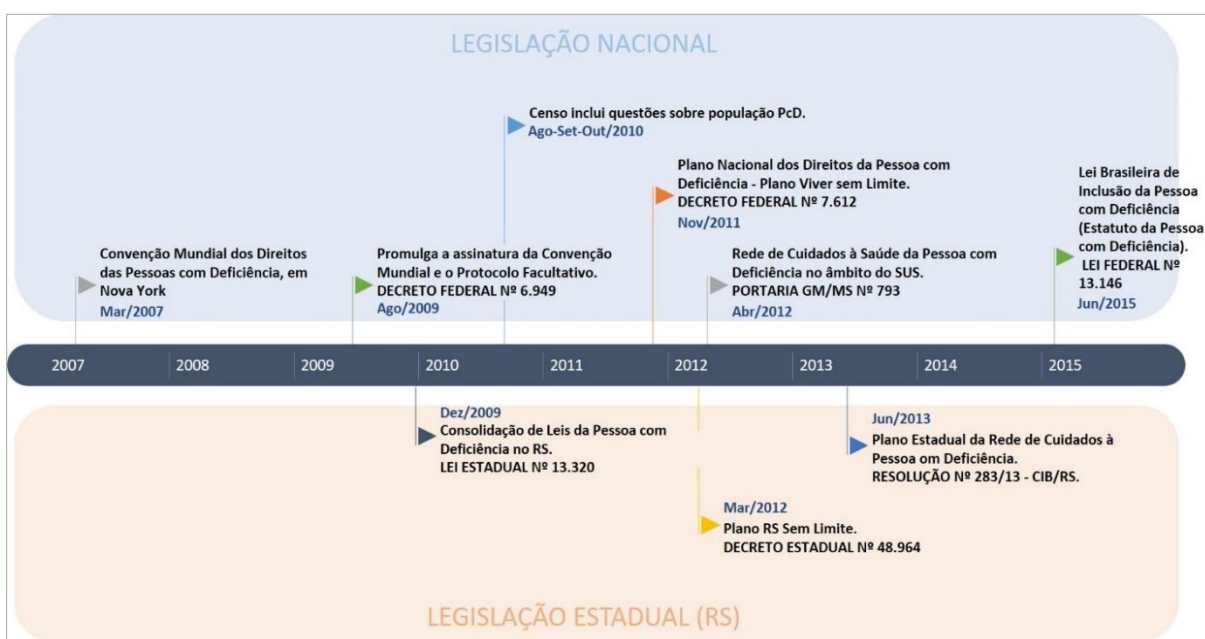 LEGISLAÇÃO NACIONAL
Censo inclui questões sobre população PcD.
Ago-Set-Out/2010
Plano Nacional dos Direitos da Pessoa com
Deficiência - Plano Viver sem Limite.
DECRETO FEDERAL Nº 7.612
Nov/2011
Lei Brasileira de
Inclusão da Pessoa
com Deficiência
(Estatuto da Pessoa
com Deficiência).
LEI FEDERAL Nº
13.146
Jun/2015
Convenção Mundial dos Direitos
das Pessoas com Deficiência, em
Nova York
Mar/2007
Promulga a assinatura da Convenção
Mundial e o Protocolo Facultativo.
DECRETO FEDERAL Nº 6.949
Ago/2009
Rede de Cuidados à Saúde da Pessoa com
Deficiência no âmbito do SUS.
PORTARIA GM/MS Nº 793
Abr/2012
2007 2008 2009 2010 2011 2012 2013 2014 2015
Dez/2009
Consolidação de Leis da Pessoa com
Deficiência no RS.
LEI ESTADUAL Nº 13.320
Jun/2013
Plano Estadual da Rede de Cuidados à
Pessoa om Deficiência.
RESOLUÇÃO Nº 283/13 - CIB/RS.
Mar/2012
Plano RS Sem Limite.
DECRETO ESTADUAL Nº 48.964
LEGISLAÇÃO ESTADUAL (RS)